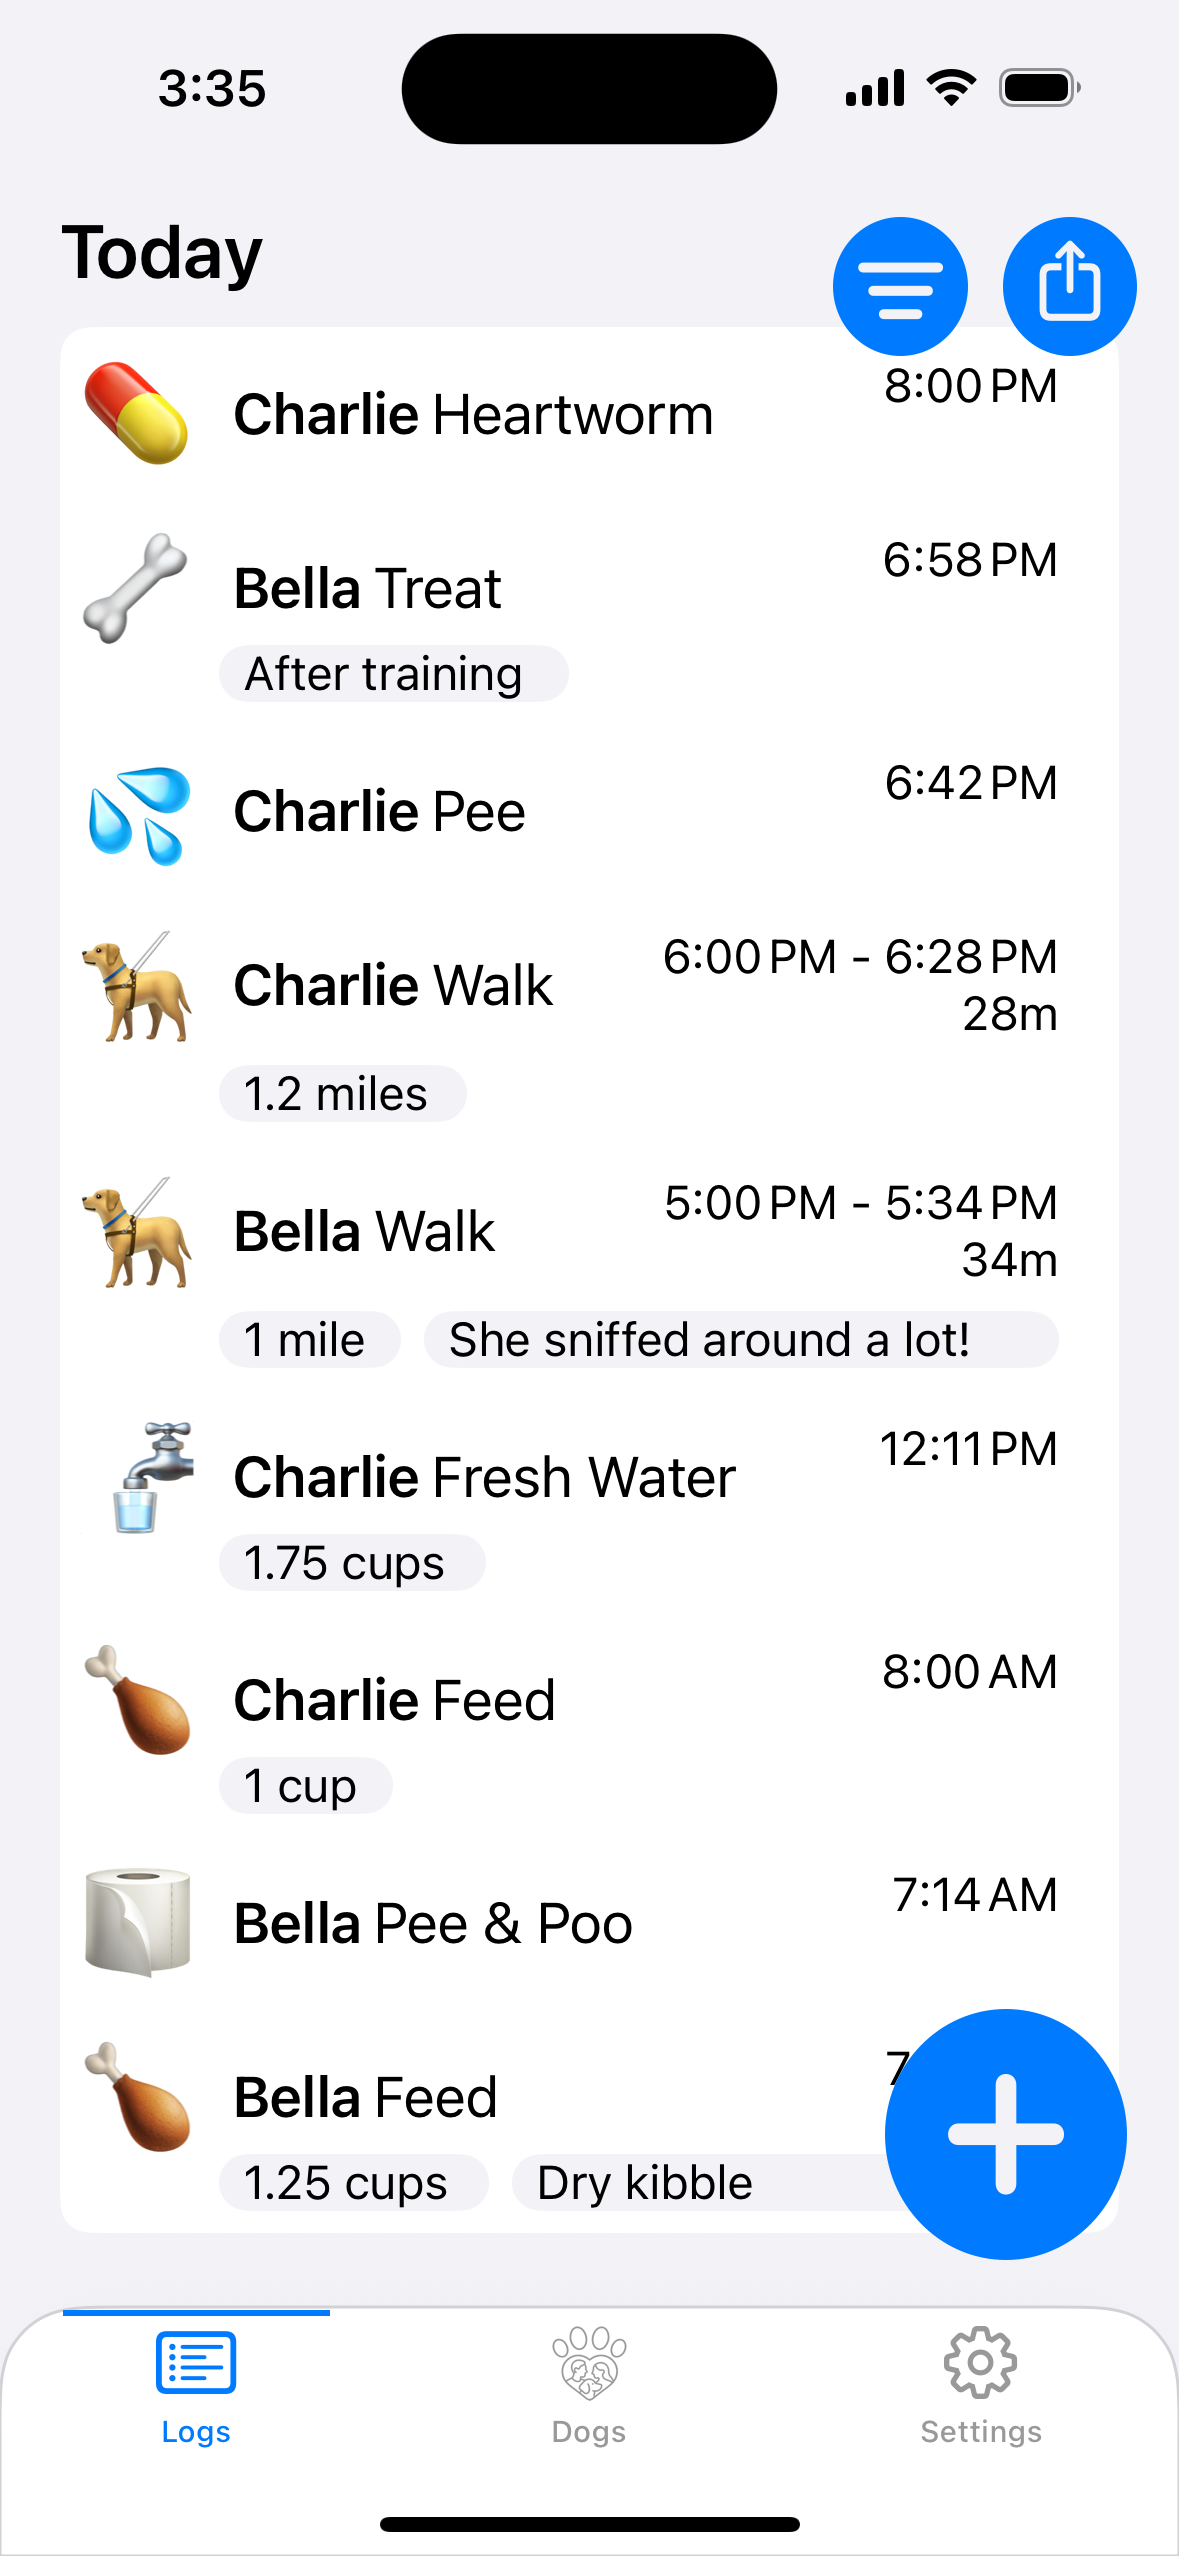 3:35
Today
Charlie Heartworm 8:00 PM
Bella Treat 6:58 PM
After training
Charlie Pee 6:42 PM
Charlie Walk 6:00 PM - 6:28 PM
28m
1.2 miles
Bella Walk 5:00 PM - 5:34 PM
34m
1 mile She sniffed around a lot!
Charlie Fresh Water 12:11 PM
1.75 cups
Charlie Feed 8:00 AM
1 cup
Bella Pee & Poo 7:14 AM
Bella Feed
1.25 cups Dry kibble
Logs Dogs Settings